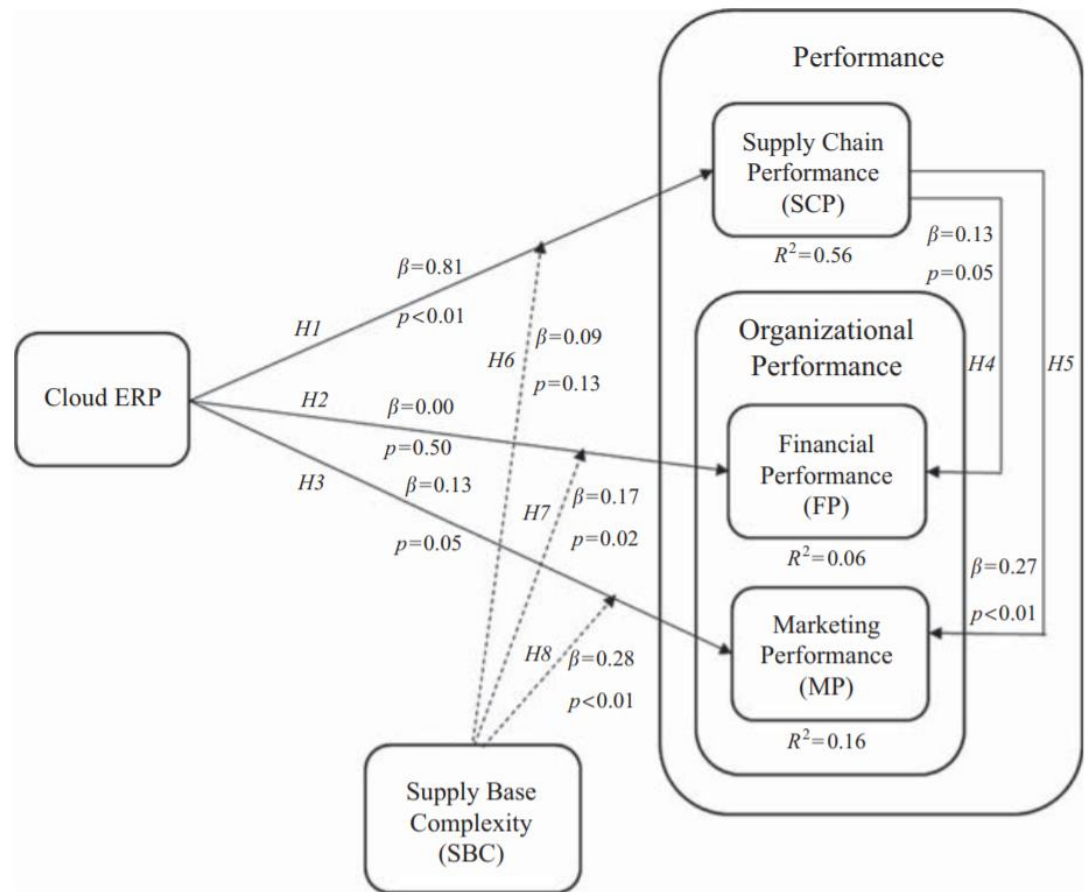 Performance
Supply Chain
Performance
(SCP)
R²=0.56
β=0.13
p=0.05
β=0.81
p<0.01
H1
H6
β=0.09
p=0.13
Organizational
Performance
H4
H5
Cloud ERP
H2
β=0.00
p=0.50
H3
β=0.13
p=0.05
Financial
Performance
(FP)
R²=0.06
H7
β=0.17
p=0.02
β=0.27
p<0.01
Marketing
Performance
(MP)
R²=0.16
H8
β=0.28
p<0.01
Supply Base
Complexity
(SBC)